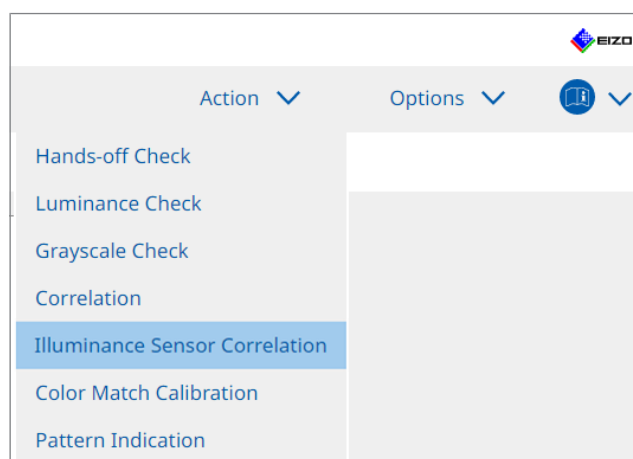 EIZO
Action
Options
Hands-off Check
Luminance Check
Grayscale Check
Correlation
Illuminance Sensor Correlation
Color Match Calibration
Pattern Indication